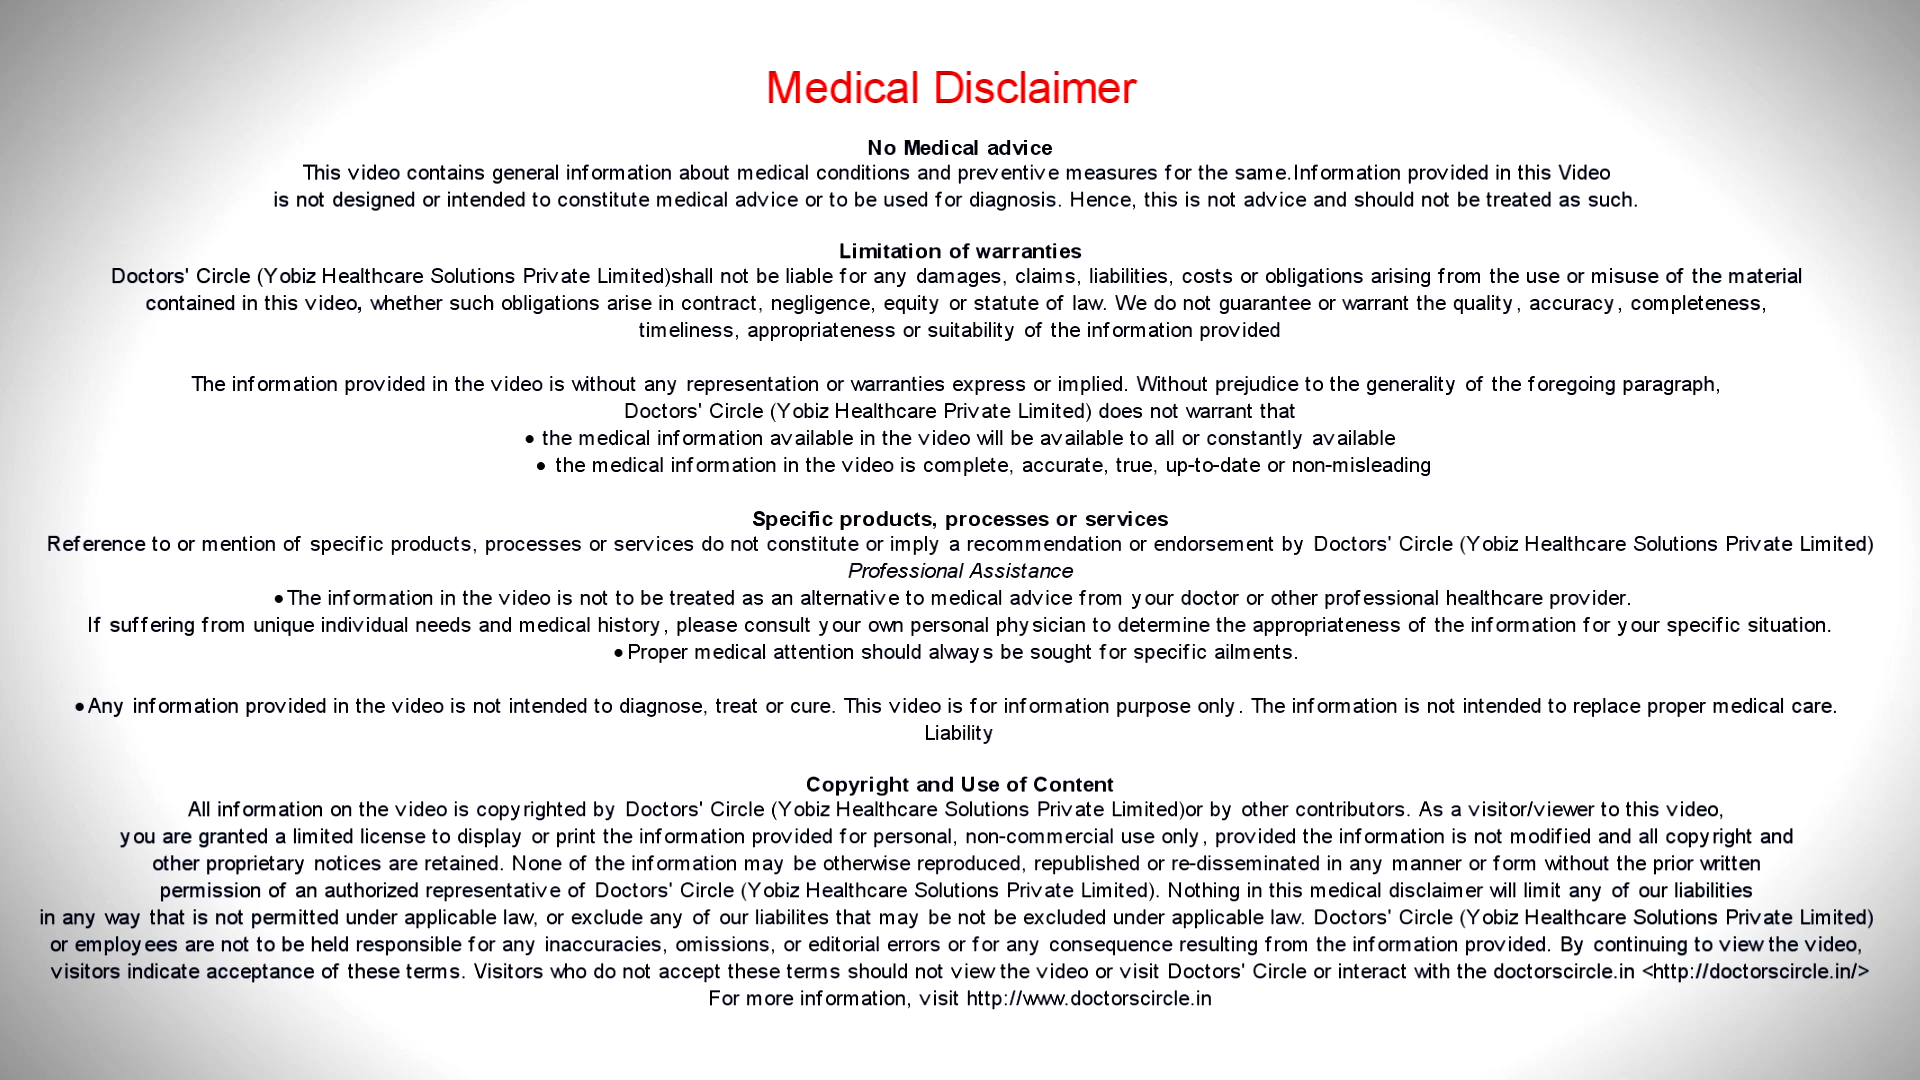 Medical Disclaimer
No Medical advice
This video contains general information about medical conditions and preventive measures for the same.Information provided in this Video
is not designed or intended to constitute medical advice or to be used for diagnosis. Hence, this is not advice and should not be treated as such.
Limitation of warranties
Doctors' Circle (Yobiz Healthcare Solutions Private Limited)shall not be liable for any damages, claims, liabilities, costs or obligations arising from the use or misuse of the material
contained in this video, whether such obligations arise in contract, negligence, equity or statute of law. We do not guarantee or warrant the quality, accuracy, completeness,
timeliness, appropriateness or suitability of the information provided
The information provided in the video is without any representation or warranties express or implied. Without prejudice to the generality of the foregoing paragraph,
Doctors' Circle (Yobiz Healthcare Private Limited) does not warrant that
• the medical information available in the video will be available to all or constantly available
• the medical information in the video is complete, accurate, true, up-to-date or non-misleading
Specific products, processes or services
Reference to or mention of specific products, processes or services do not constitute or imply a recommendation or endorsement by Doctors' Circle (Yobiz Healthcare Solutions Private Limited)
Professional Assistance
•The information in the video is not to be treated as an alternative to medical advice from your doctor or other professional healthcare provider.
If suffering from unique individual needs and medical history, please consult your own personal physician to determine the appropriateness of the information for your specific situation.
•Proper medical attention should always be sought for specific ailments.
•Any information provided in the video is not intended to diagnose, treat or cure. This video is for information purpose only. The information is not intended to replace proper medical care.
Liability
Copyright and Use of Content
All information on the video is copyrighted by Doctors' Circle (Yobiz Healthcare Solutions Private Limited)or by other contributors. As a visitor/viewer to this video,
you are granted a limited license to display or print the information provided for personal, non-commercial use only, provided the information is not modified and all copyright and
other proprietary notices are retained. None of the information may be otherwise reproduced, republished or re-disseminated in any manner or form without the prior written
permission of an authorized representative of Doctors' Circle (Yobiz Healthcare Solutions Private Limited). Nothing in this medical disclaimer will limit any of our liabilities
in any way that is not permitted under applicable law, or exclude any of our liabilites that may be not be excluded under applicable law. Doctors' Circle (Yobiz Healthcare Solutions Private Limited)
or employees are not to be held responsible for any inaccuracies, omissions, or editorial errors or for any consequence resulting from the information provided. By continuing to view the video,
visitors indicate acceptance of these terms. Visitors who do not accept these terms should not view the video or visit Doctors' Circle or interact with the doctorscircle.in <http://doctorscircle.in/>
For more information, visit http://www.doctorscircle.in